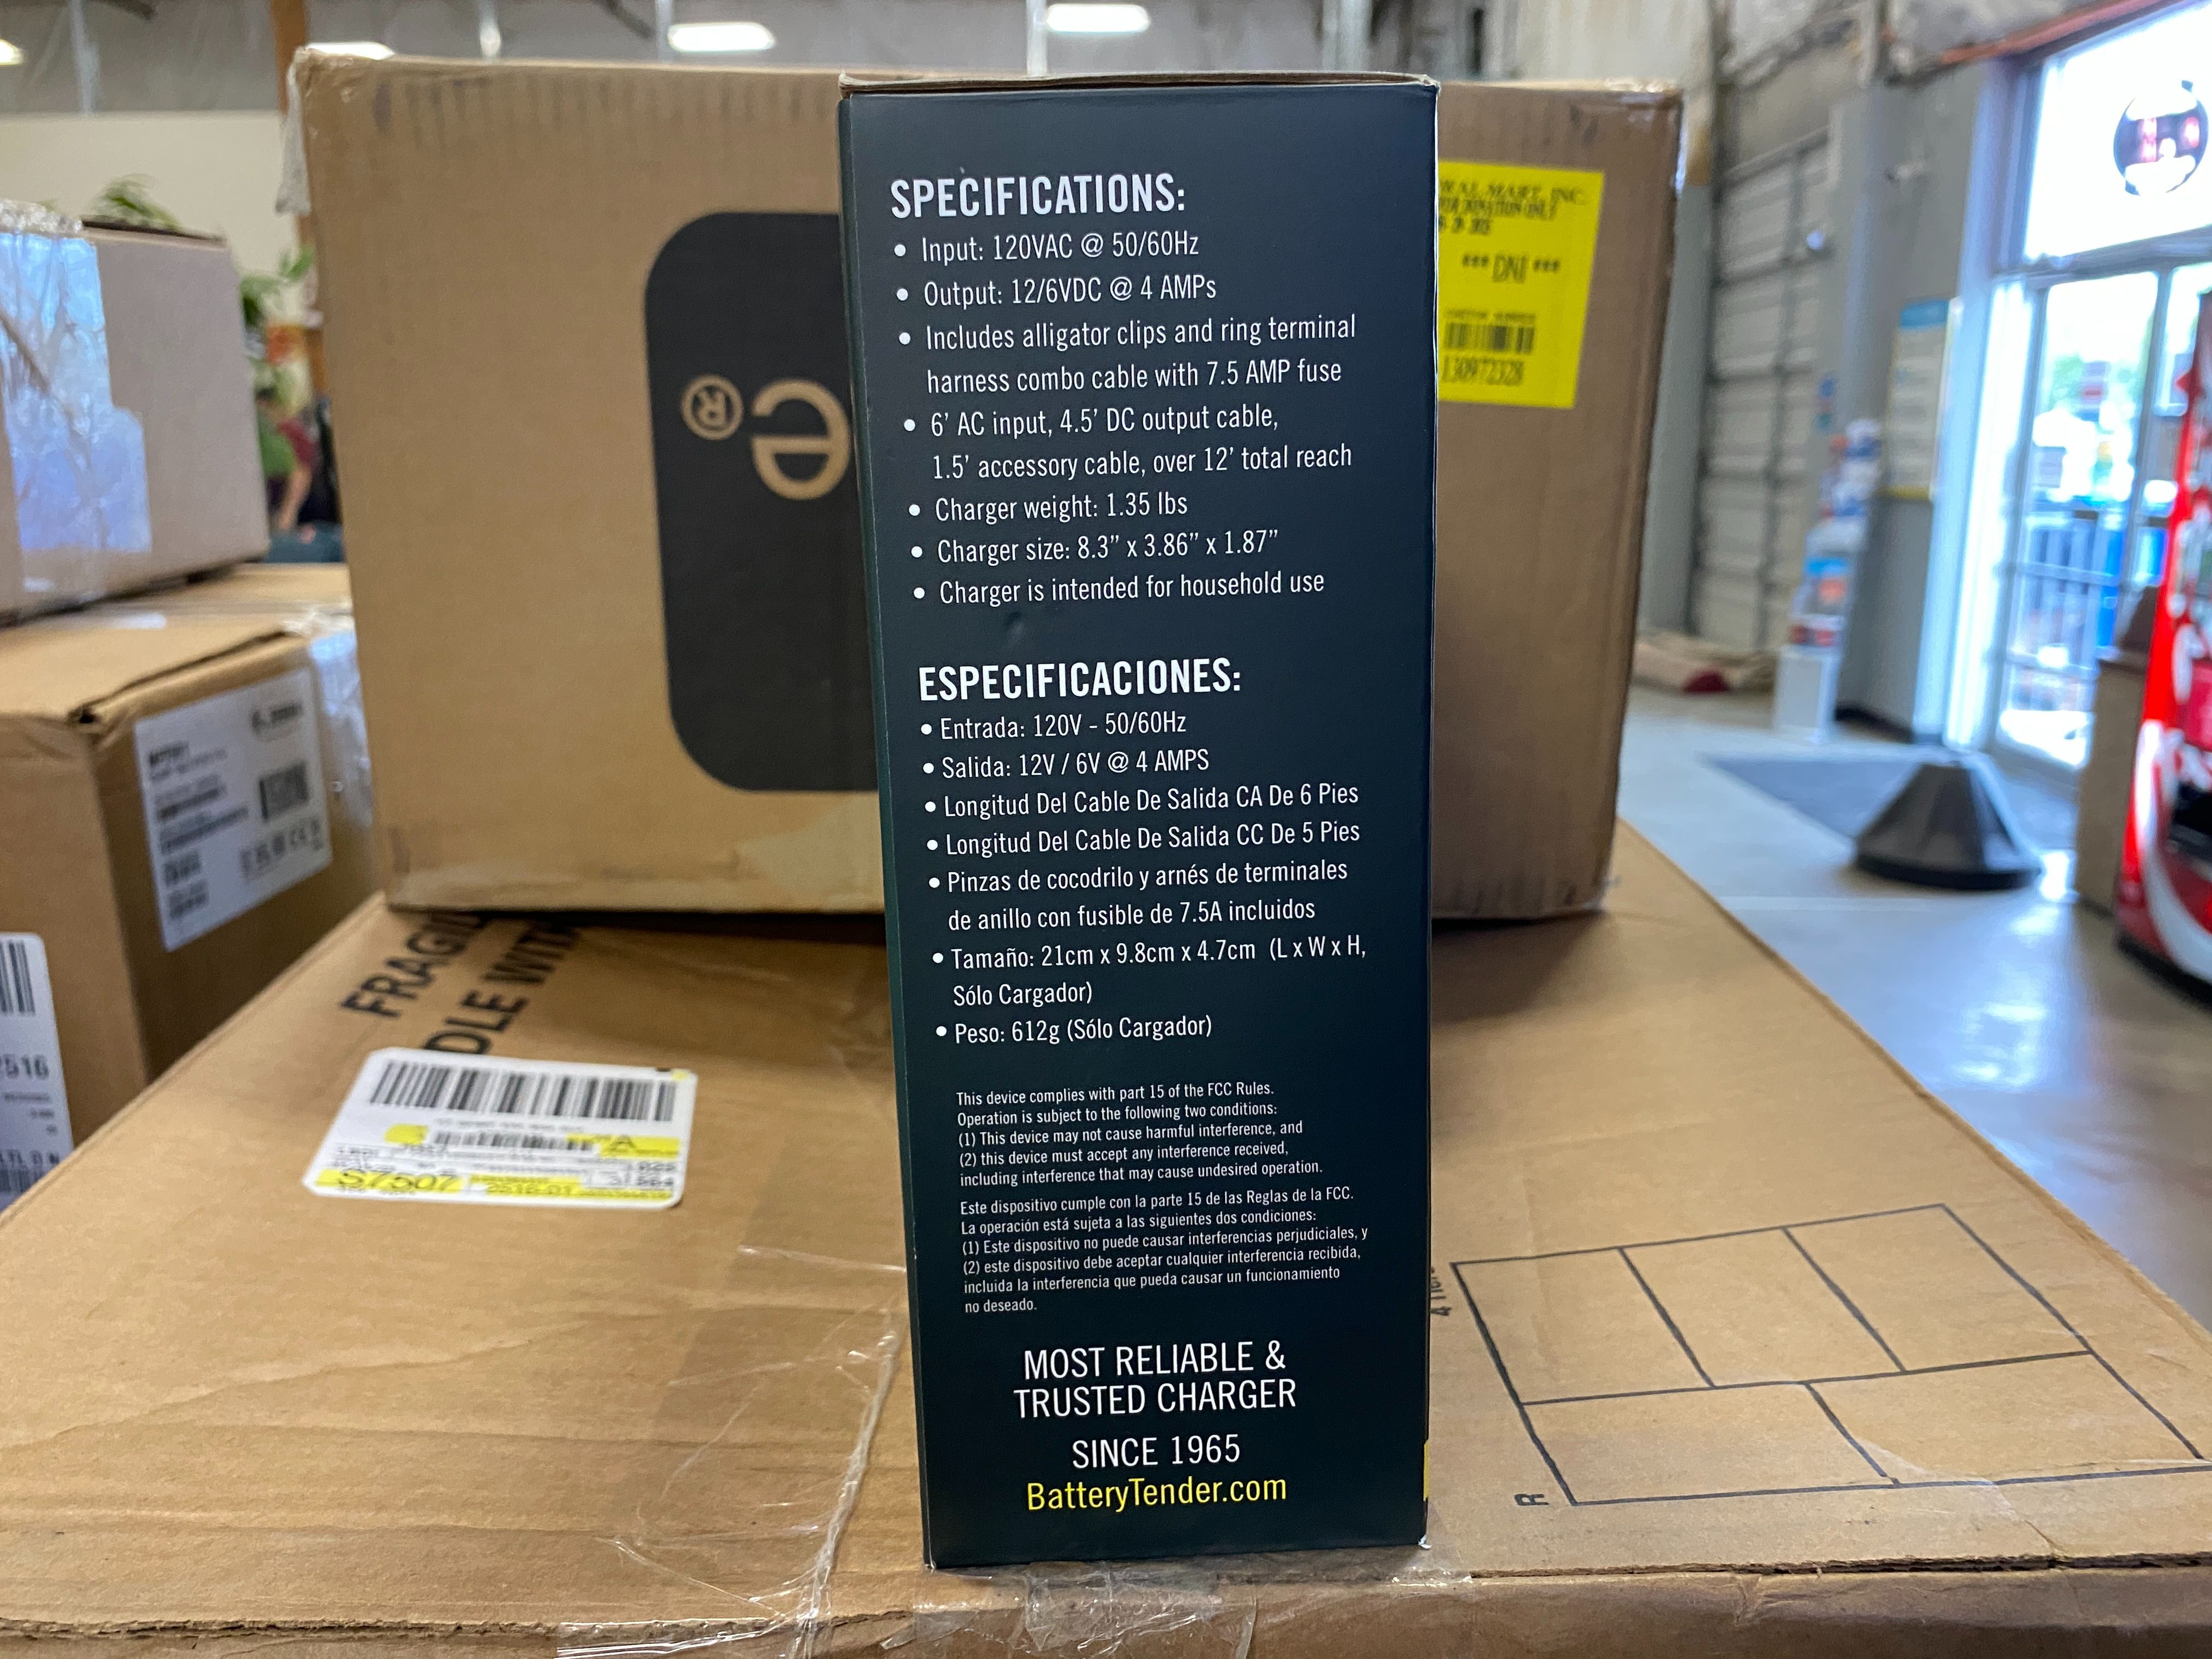 SPECIFICATIONS:
• Input: 120VAC @ 50/60Hz
• Output: 12/6VDC @ 4 AMPs
• Includes alligator clips and ring terminal
harness combo cable with 7.5 AMP fuse
• 6’ AC input, 4.5’ DC output cable,
1.5’ accessory cable, over 12’ total reach
• Charger weight: 1.35 lbs
• Charger size: 8.3” x 3.86” x 1.87”
• Charger is intended for household use
ESPECIFICACIONES:
• Entrada: 120V - 50/60Hz
• Salida: 12V / 6V @ 4 AMPS
• Longitud Del Cable De Salida CA De 6 Pies
• Longitud Del Cable De Salida CC De 5 Pies
• Pinzas de cocodrilo y arnés de terminales
de anillo con fusible de 7.5A incluidos
• Tamaño: 21cm x 9.8cm x 4.7cm (L x W x H,
Sólo Cargador)
• Peso: 612g (Sólo Cargador)
This device complies with part 15 of the FCC Rules.
Operation is subject to the following two conditions:
(1) This device may not cause harmful interference, and
(2) this device must accept any interference received,
including interference that may cause undesired operation.
Este dispositivo cumple con la parte 15 de las Reglas de la FCC.
La operación está sujeta a las siguientes dos condiciones:
(1) Este dispositivo no puede causar interferencias perjudiciales, y
(2) este dispositivo debe aceptar cualquier interferencia recibida,
incluida la interferencia que pueda causar un funcionamiento
no deseado.
MOST RELIABLE &
TRUSTED CHARGER
SINCE 1965
BatteryTender.com
e®
WAL-MART, INC.
*** DNI ***
130972328
FRAGIL
DLE WITH
S7507
2516
R